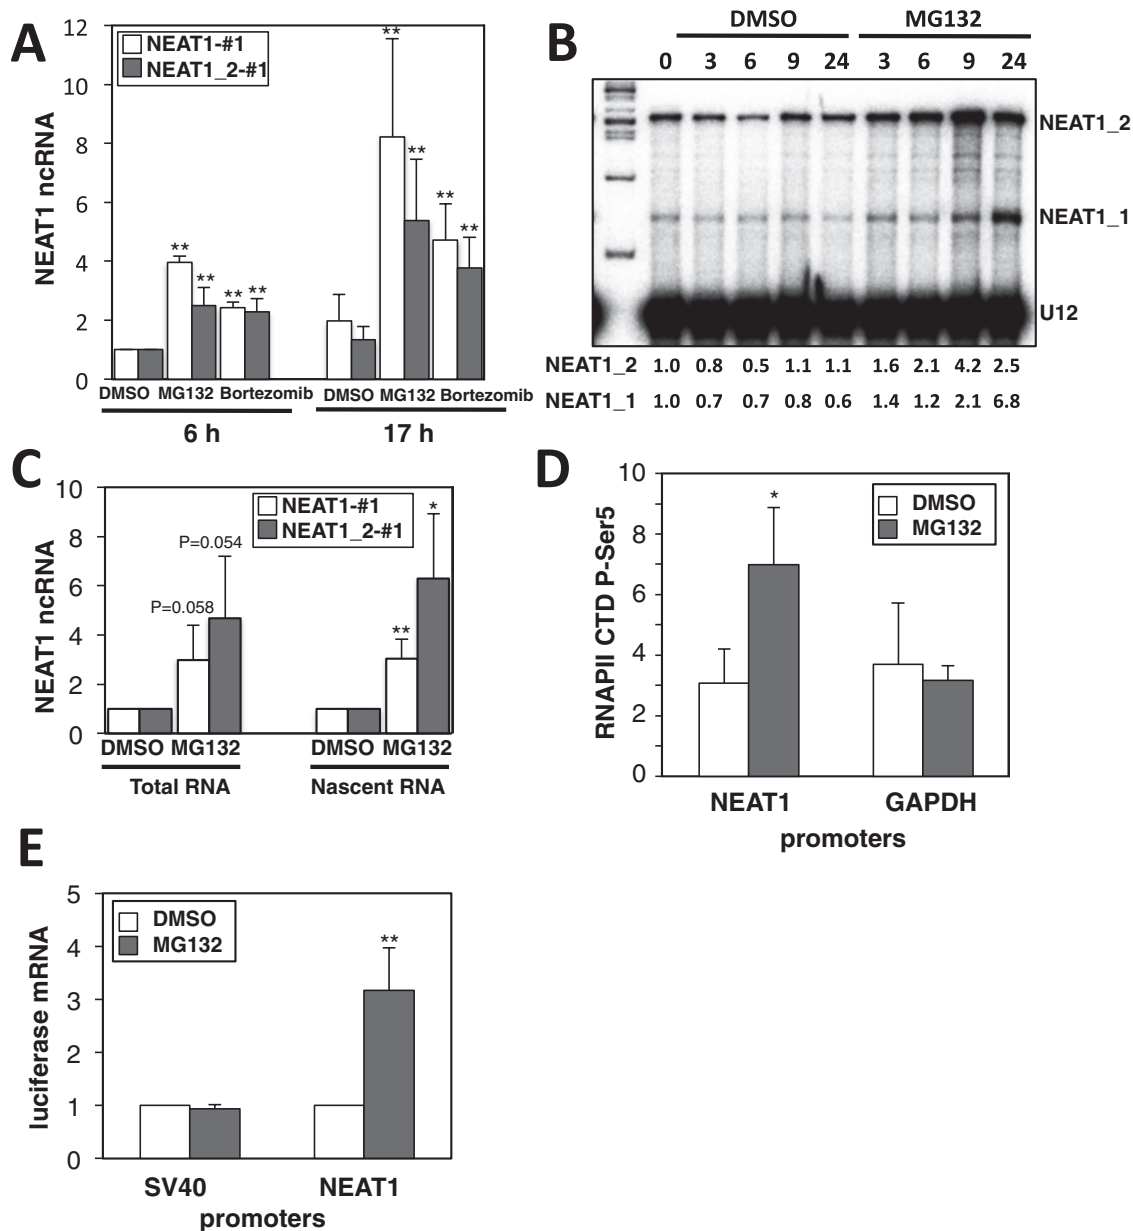 A
NEAT1 ncRNA
12
10
8
6
4
2
0
NEAT1-#1
NEAT1_2-#1
**
**
**
**
**
**
**
**
DMSO MG132 Bortezomib
DMSO MG132 Bortezomib
6 h
17 h
B
DMSO MG132
0 3 6 9 24 3 6 9 24
NEAT1_2
NEAT1_1
U12
NEAT1_2 1.0 0.8 0.5 1.1 1.1 1.6 2.1 4.2 2.5
NEAT1_1 1.0 0.7 0.7 0.8 0.6 1.4 1.2 2.1 6.8
C
NEAT1 ncRNA
10
8
6
4
2
0
NEAT1-#1
NEAT1_2-#1
P=0.054
P=0.058
**
*
DMSO MG132
DMSO MG132
Total RNA
Nascent RNA
D
RNAPII CTD P-Ser5
10
8
6
4
2
0
DMSO
MG132
*
NEAT1 GAPDH
promoters
E
luciferase mRNA
5
4
3
2
1
0
DMSO
MG132
**
SV40 NEAT1
promoters